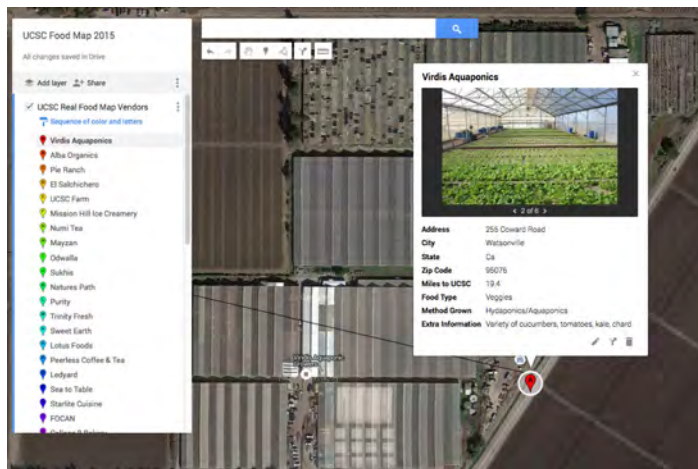 UCSC Food Map 2015
All changes saved in Drive
Add layer Share
UCSC Real Food Map Vendors
Sequence of color and letters
Virdis Aquaponics
Alba Organics
Pie Ranch
El Salchichero
UCSC Farm
Mission Hill Ice Creamery
Numi Tea
Mayzan
Odwalla
Sukhis
Natures Path
Purity
Trinity Fresh
Sweet Earth
Lotus Foods
Peerless Coffee & Tea
Ledyard
Sea to Table
Starlite Cuisine
FOCAN
Virdis Aquaponics
2 of 6
Address 255 Coward Road
City Watsonville
State Ca
Zip Code 95076
Miles to UCSC 19.4
Food Type Veggies
Method Grown Hydaponics/Aquaponics
Extra Information Variety of cucumbers, tomatoes, kale, chard